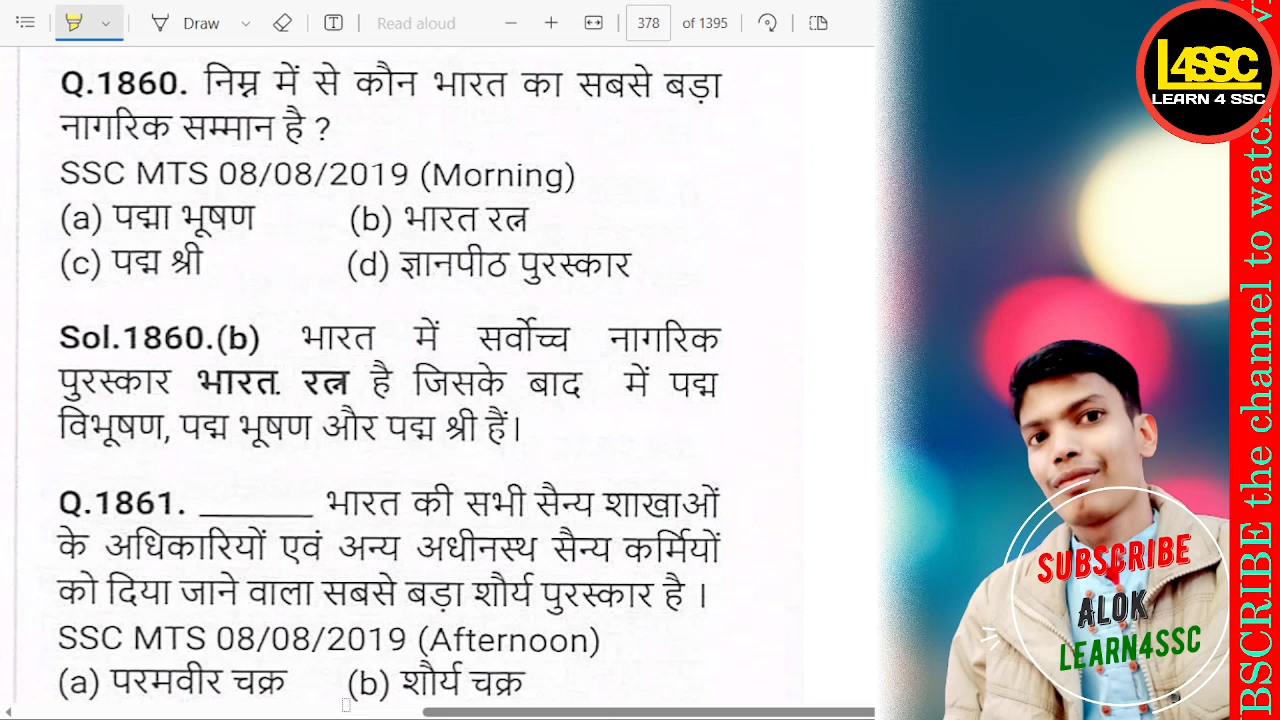 Draw
Read aloud
378 of 1395
Q.1860. निम्न में से कौन भारत का सबसे बड़ा
नागरिक सम्मान है ?
SSC MTS 08/08/2019 (Morning)
(a) पद्मा भूषण (b) भारत रत्न
(c) पद्म श्री (d) ज्ञानपीठ पुरस्कार
Sol.1860.(b) भारत में सर्वोच्च नागरिक
पुरस्कार भारत रत्न है जिसके बाद में पद्म
विभूषण, पद्म भूषण और पद्म श्री हैं।
Q.1861. ______ भारत की सभी सैन्य शाखाओं
के अधिकारियों एवं अन्य अधीनस्थ सैन्य कर्मियों
को दिया जाने वाला सबसे बड़ा शौर्य पुरस्कार है ।
SSC MTS 08/08/2019 (Afternoon)
(a) परमवीर चक्र (b) शौर्य चक्र
L4SSC
LEARN 4 SSC
SUBSCRIBE
ALOK
LEARN4SSC
the channel to watch